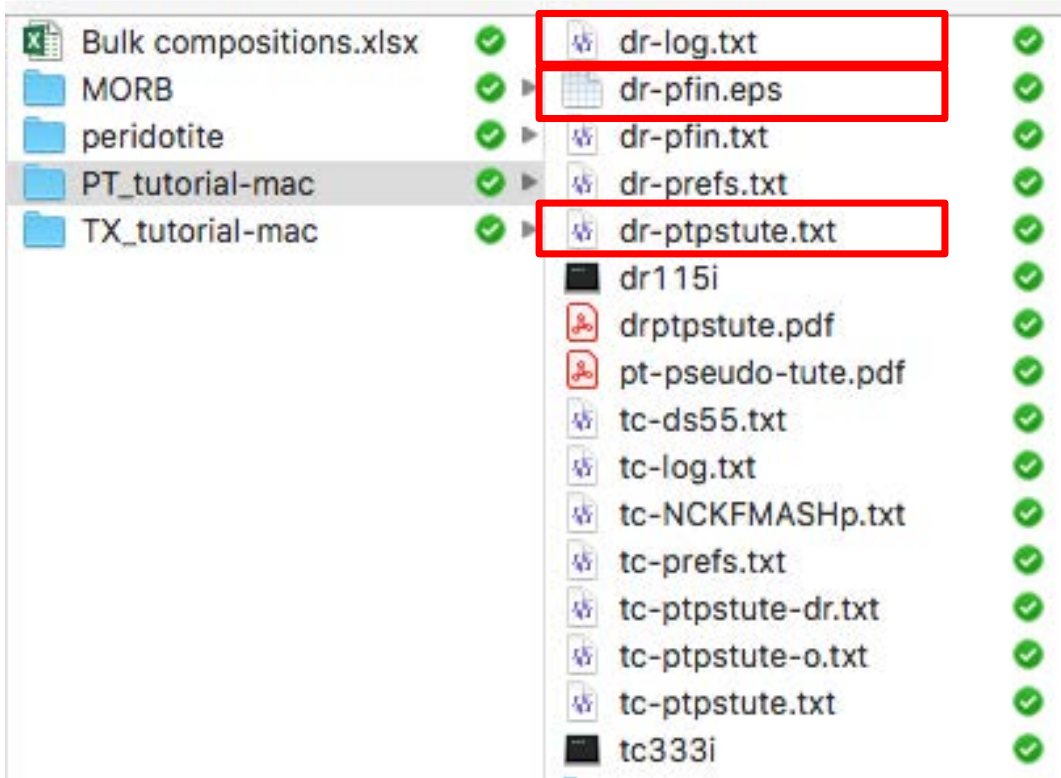 Bulk compositions.xlsx
MORB
peridotite
PT_tutorial-mac
TX_tutorial-mac
dr-log.txt
dr-pfin.eps
dr-pfin.txt
dr-prefs.txt
dr-ptpstute.txt
dr115i
drptpstute.pdf
pt-pseudo-tute.pdf
tc-ds55.txt
tc-log.txt
tc-NCKFMASHp.txt
tc-prefs.txt
tc-ptpstute-dr.txt
tc-ptpstute-o.txt
tc-ptpstute.txt
tc333i